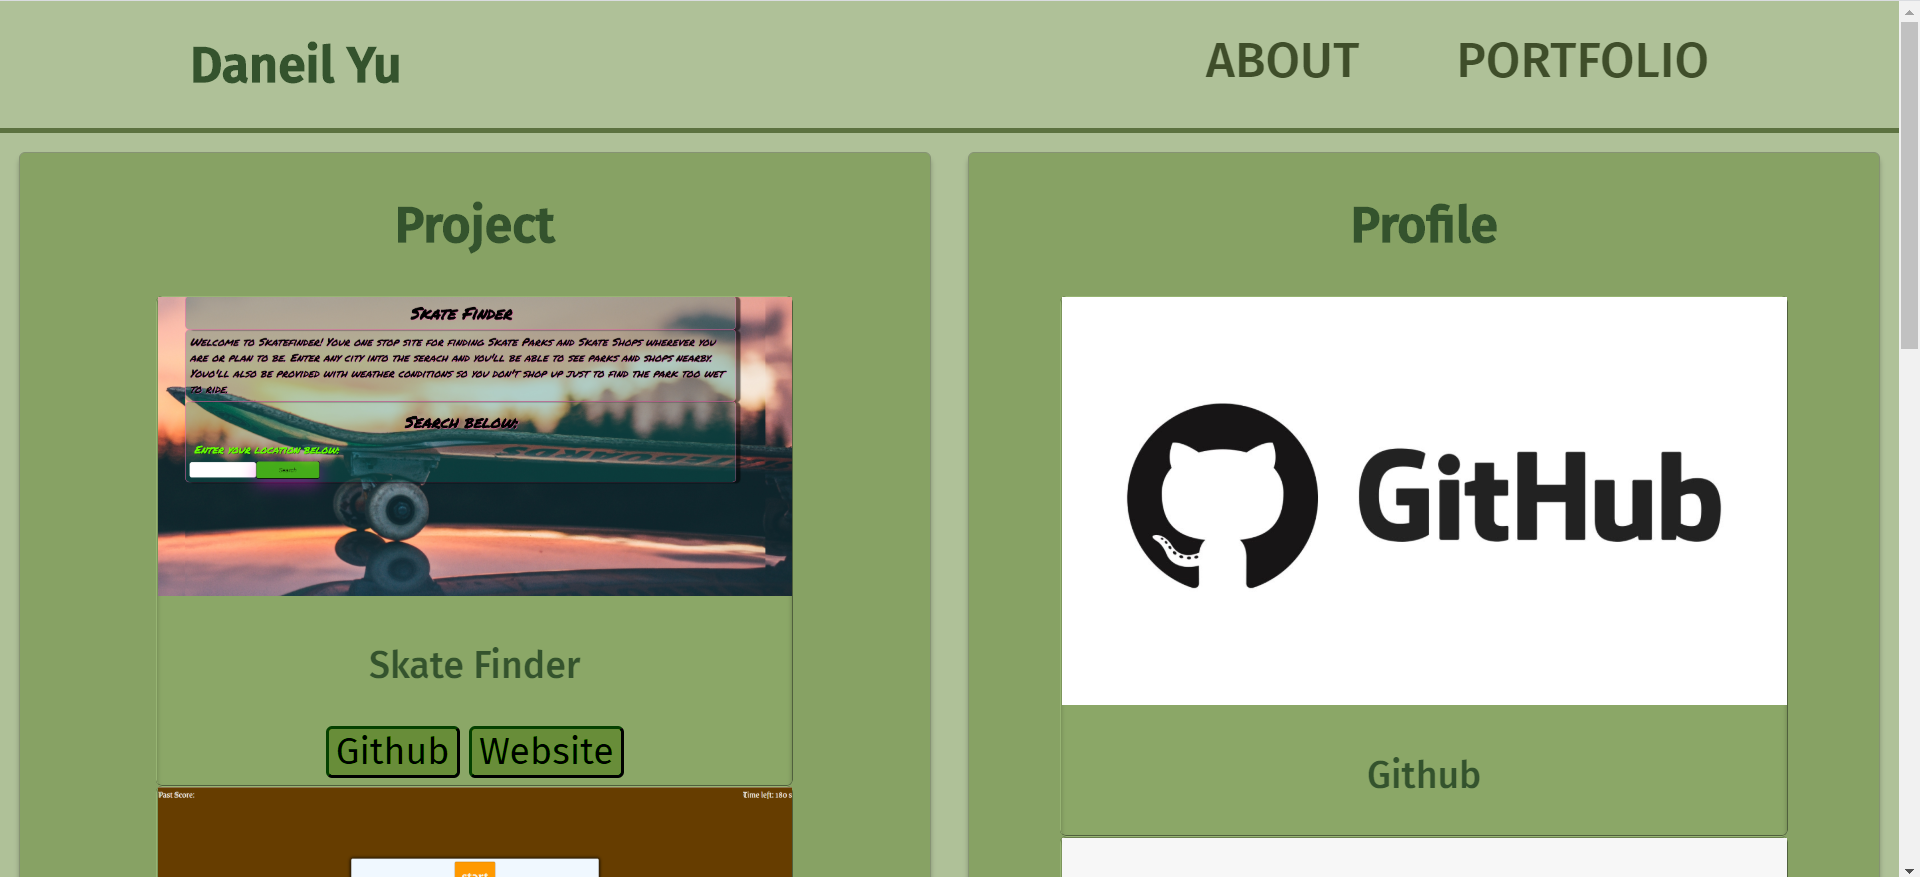 Daneil Yu
ABOUT
PORTFOLIO
Project
Skate Finder
Welcome to Skatefinder! Your one stop site for finding Skate Parks and Skate Shops wherever you
are or plan to be. Enter any city into the serach and you'll be able to see parks and shops nearby.
Youo'll also be provided with weather conditions so you don't shop up just to find the park too wet
to ride.
Search below:
Enter your location below:
Search
Skate Finder
Github
Website
Past Score:
Time left: 180 s
start
Profile
GitHub
Github